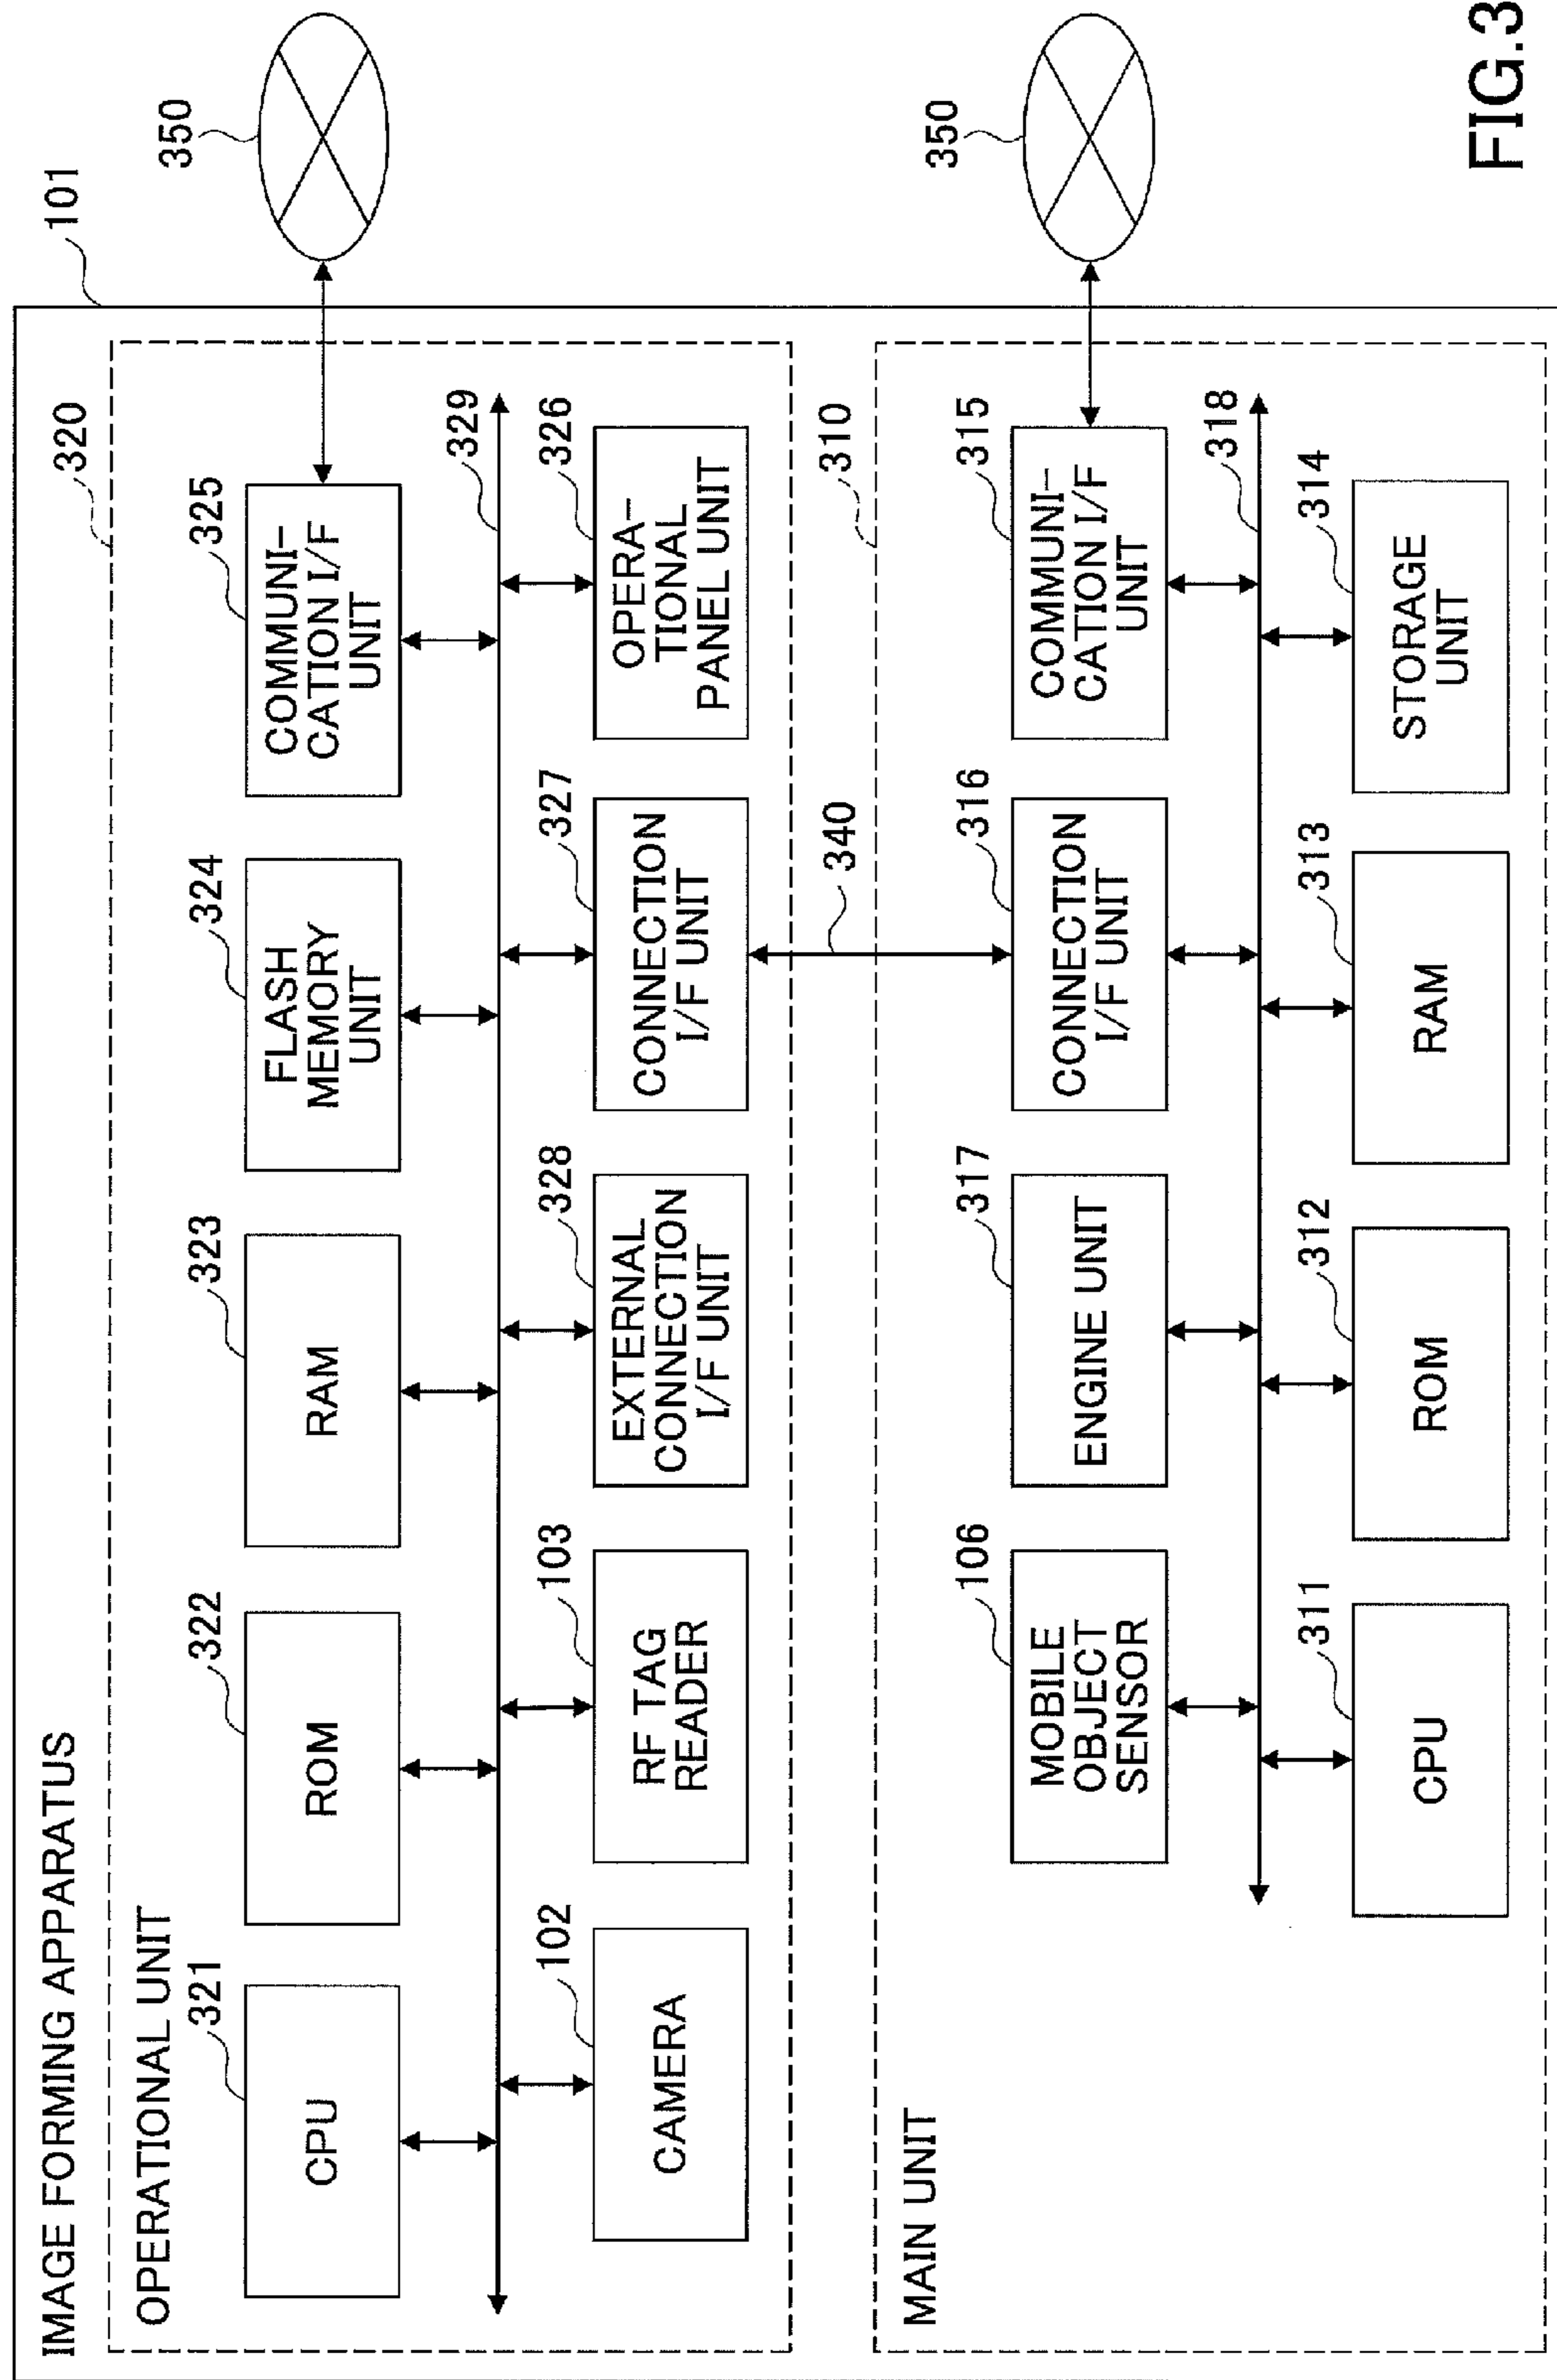 IMAGE FORMING APPARATUS
101
OPERATIONAL UNIT
320
321
CPU
322
ROM
323
RAM
324
FLASH
MEMORY
UNIT
325
COMMUNI-
CATION I/F
UNIT
350
329
102
CAMERA
103
RF TAG
READER
328
EXTERNAL
CONNECTION
I/F UNIT
327
CONNECTION
I/F UNIT
326
OPERA-
TIONAL
PANEL UNIT
340
MAIN UNIT
310
106
MOBILE
OBJECT
SENSOR
317
ENGINE UNIT
316
CONNECTION
I/F UNIT
315
COMMUNI-
CATION I/F
UNIT
350
318
311
CPU
312
ROM
313
RAM
314
STORAGE
UNIT
FIG.3